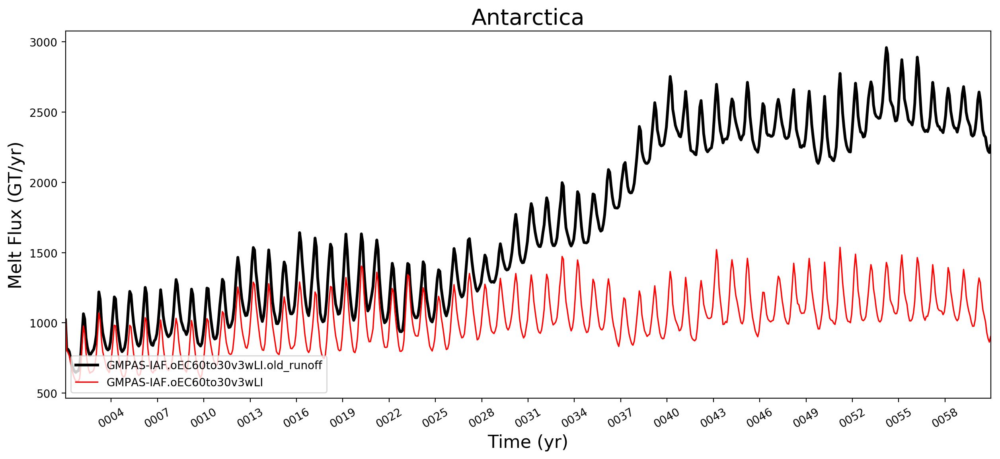 Antarctica
Melt Flux (GT/yr)
3000
2500
2000
1500
1000
500
GMPAS-IAF.oEC60to30v3wLI.old_runoff
GMPAS-IAF.oEC60to30v3wLI
0004 0007 0010 0013 0016 0019 0022 0025 0028 0031 0034 0037 0040 0043 0046 0049 0052 0055 0058
Time (yr)